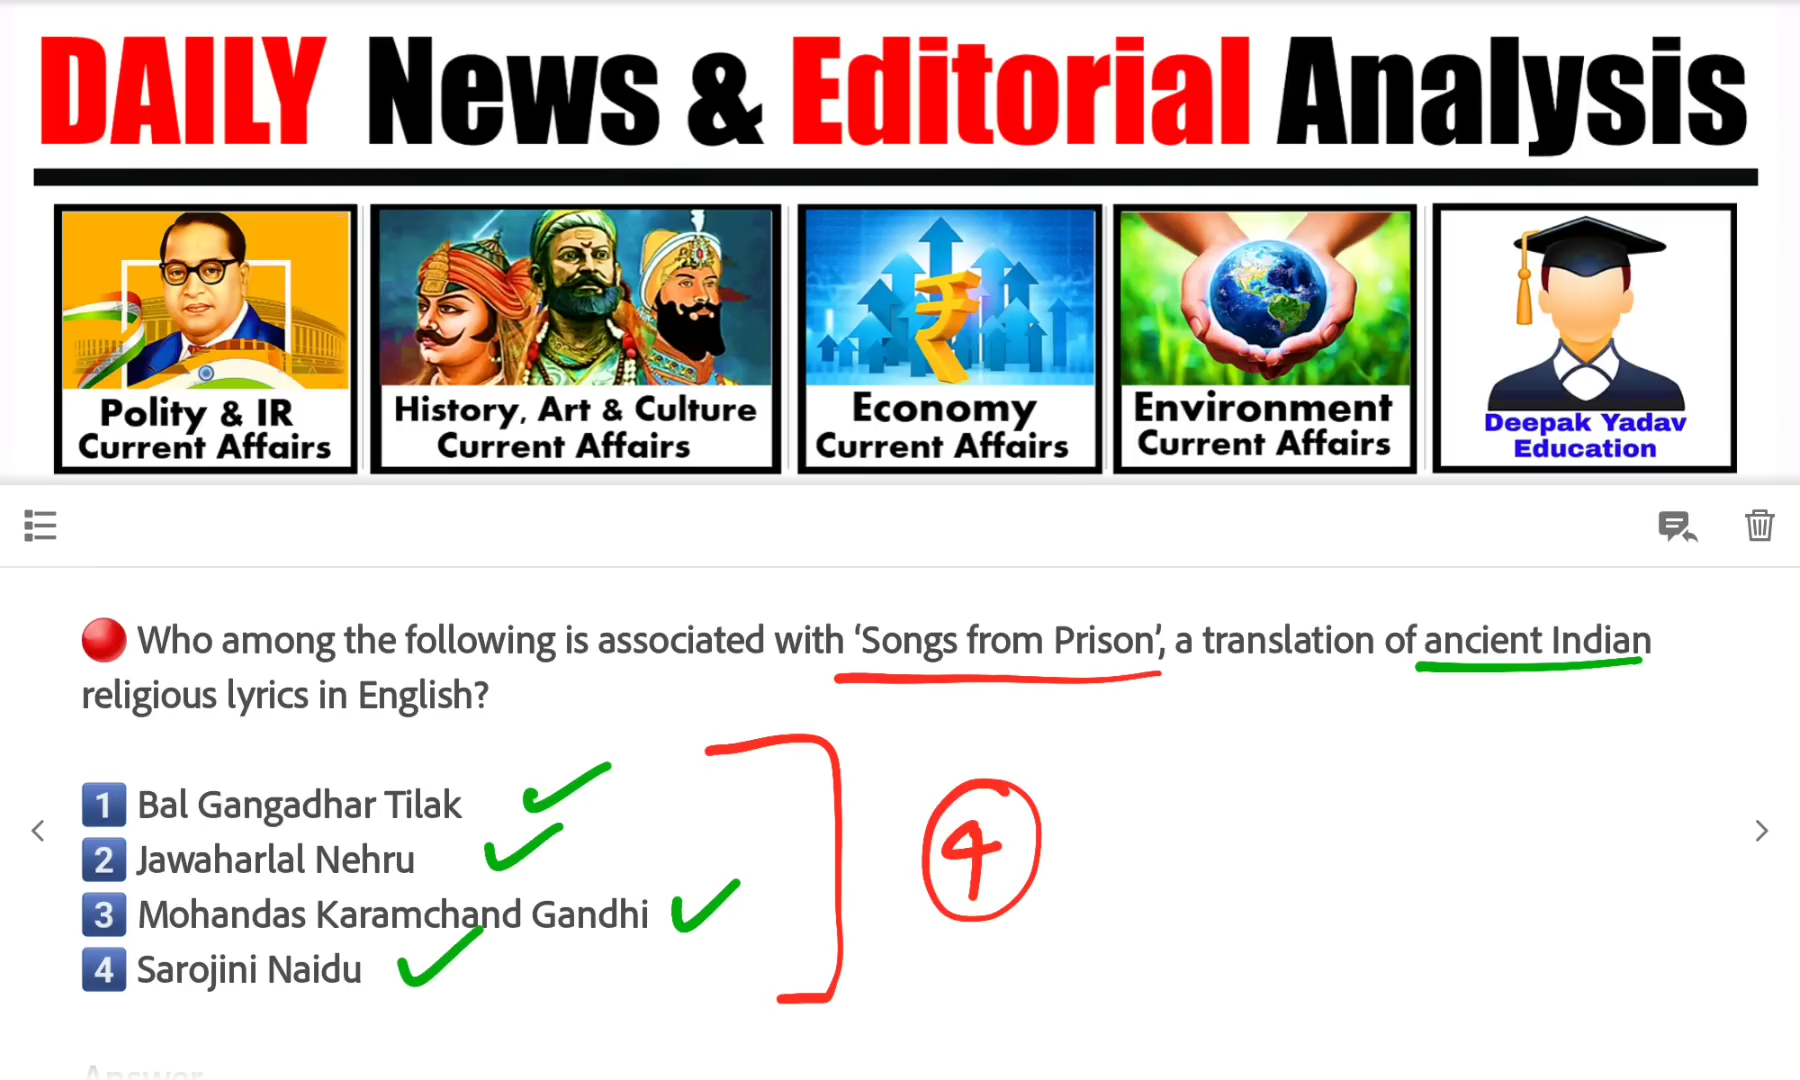 DAILY News & Editorial Analysis
Polity & IR
Current Affairs
History, Art & Culture
Current Affairs
Economy
Current Affairs
Environment
Current Affairs
Deepak Yadav
Education
Who among the following is associated with ‘Songs from Prison’, a translation of ancient Indian
religious lyrics in English?
1 Bal Gangadhar Tilak
2 Jawaharlal Nehru
3 Mohandas Karamchand Gandhi
4 Sarojini Naidu
4
Answer